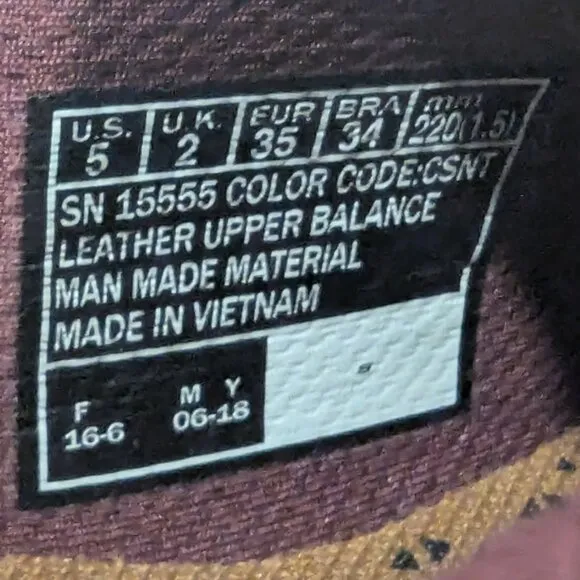 U.S. U.K. EUR BRA mm
5 2 35 34 220(1.5)
SN 15555 COLOR CODE:CSNT
LEATHER UPPER BALANCE
MAN MADE MATERIAL
MADE IN VIETNAM
F M Y
16-6 06-18